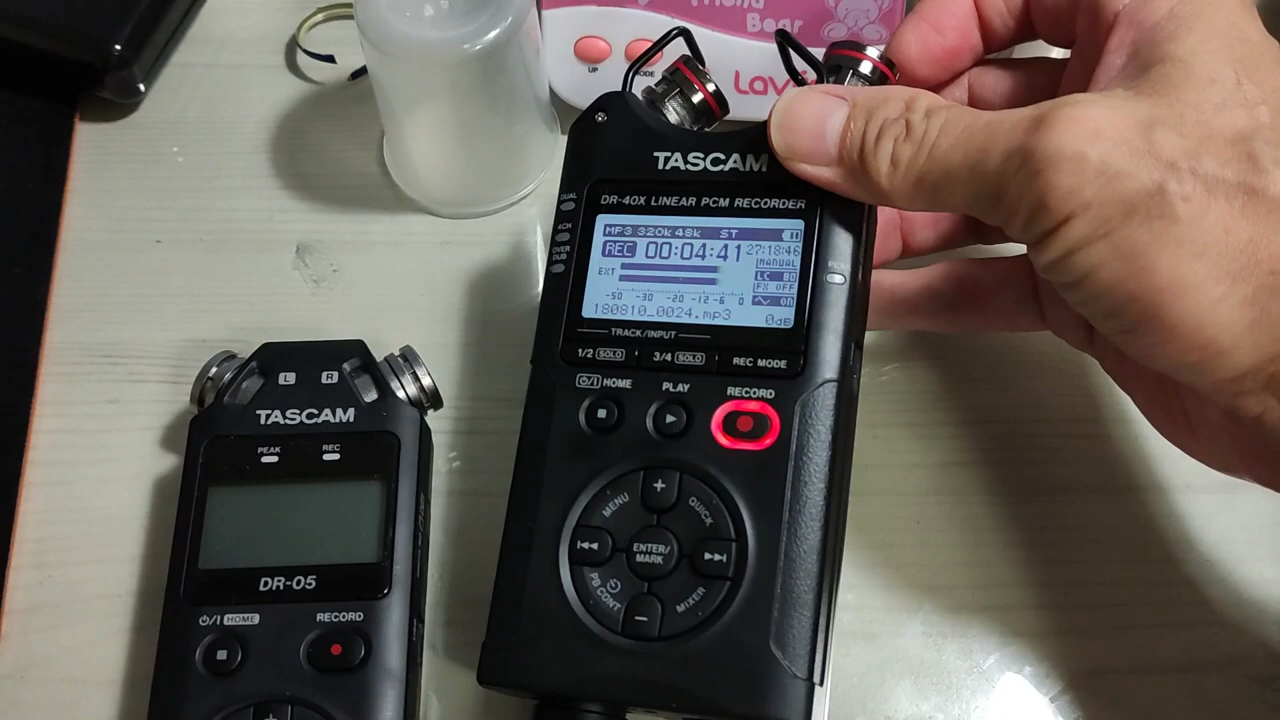 Friend
Bear
UP
MODE
TASCAM
DR-40X LINEAR PCM RECORDER
DUAL
4CH
OVER
DUB
MP3 320k 48k ST
REC 00:04:41 27:18:46
MANUAL
LC BD
FX OFF
ON
EXT
-50 -30 -20 -12 -6 0
180810_0024.mp3 0dB
PEAK
TRACK/INPUT
1/2 SOLO 3/4 SOLO REC MODE
⏻/I HOME PLAY RECORD
MENU + QUICK
ENTER/
MARK
PB CONT − MIXER
L R
TASCAM
PEAK REC
DR-05
⏻/I HOME RECORD
+